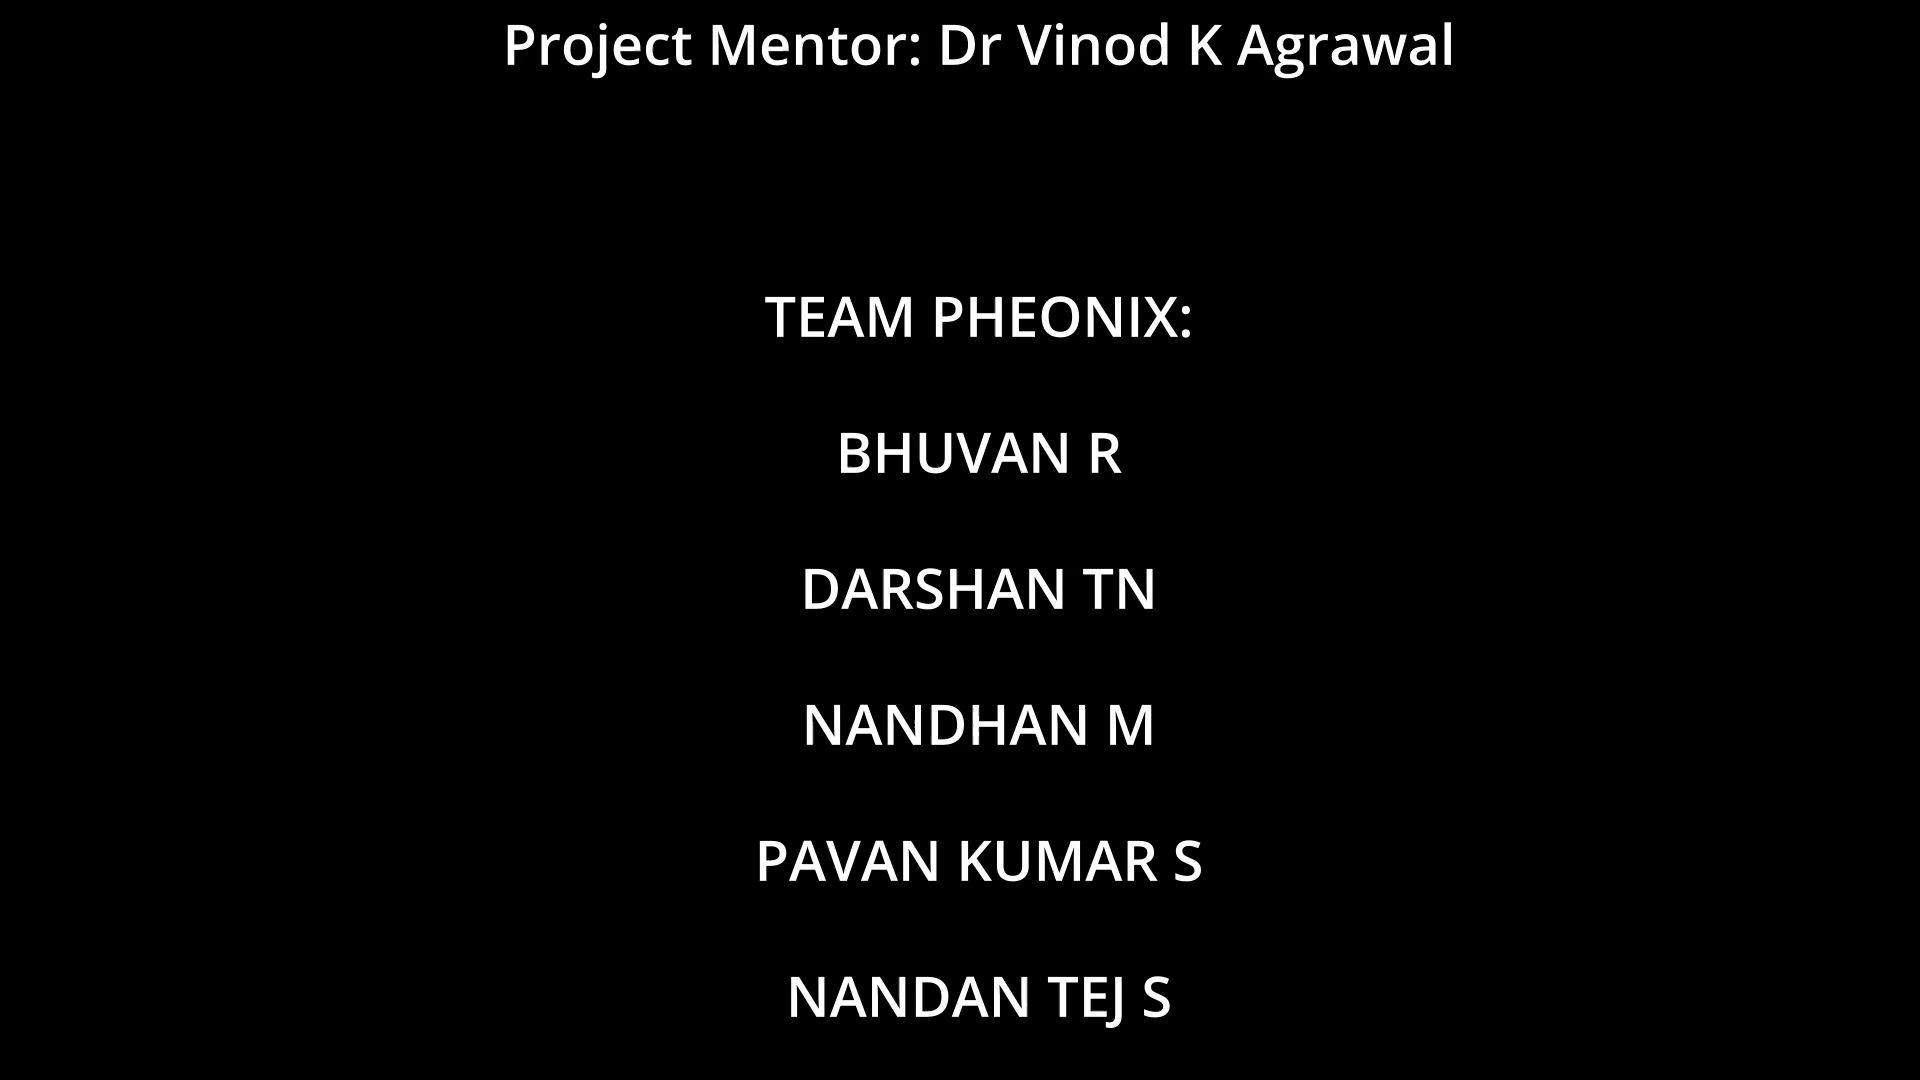 Project Mentor: Dr Vinod K Agrawal
TEAM PHEONIX:
BHUVAN R
DARSHAN TN
NANDHAN M
PAVAN KUMAR S
NANDAN TEJ S